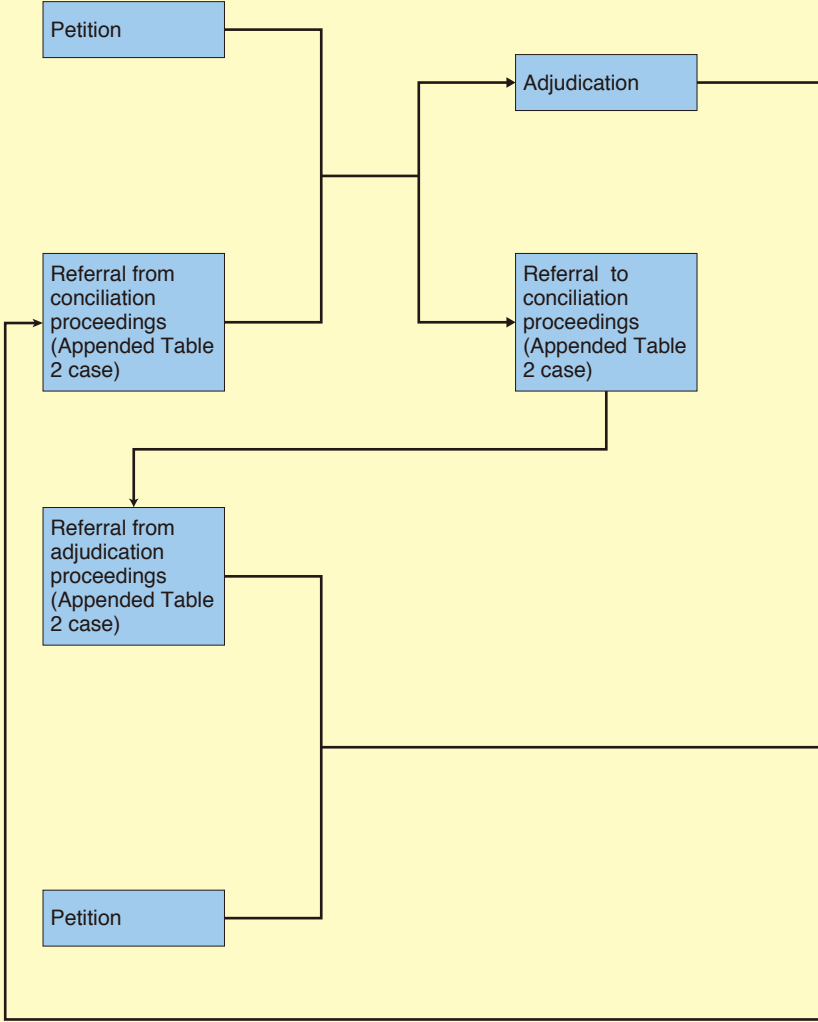 Petition
Adjudication
Referral from
conciliation
proceedings
(Appended Table
2 case)
Referral to
conciliation
proceedings
(Appended Table
2 case)
Referral from
adjudication
proceedings
(Appended Table
2 case)
Petition